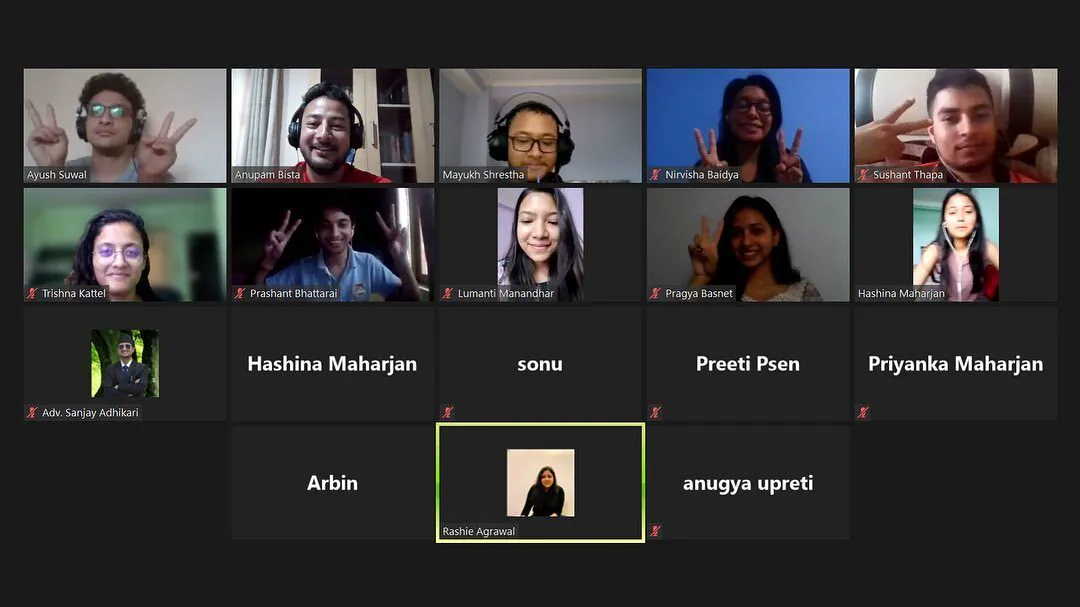 Ayush Suwal
Anupam Bista
Mayukh Shrestha
Nirvisha Baidya
Sushant Thapa
Trishna Kattel
Prashant Bhattarai
Lumanti Manandhar
Pragya Basnet
Hashina Maharjan
Adv. Sanjay Adhikari
Hashina Maharjan
sonu
Preeti Psen
Priyanka Maharjan
Arbin
Rashie Agrawal
anugya upreti